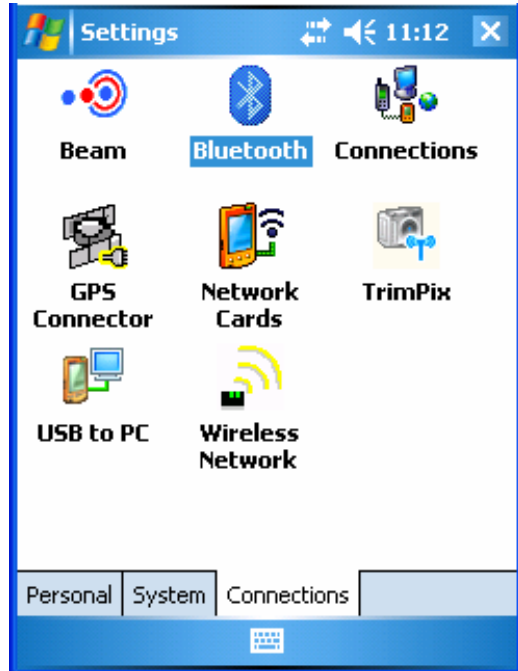 Settings 11:12
Beam Bluetooth Connections
GPS Network TrimPix
Connector Cards
USB to PC Wireless
Network
Personal System Connections